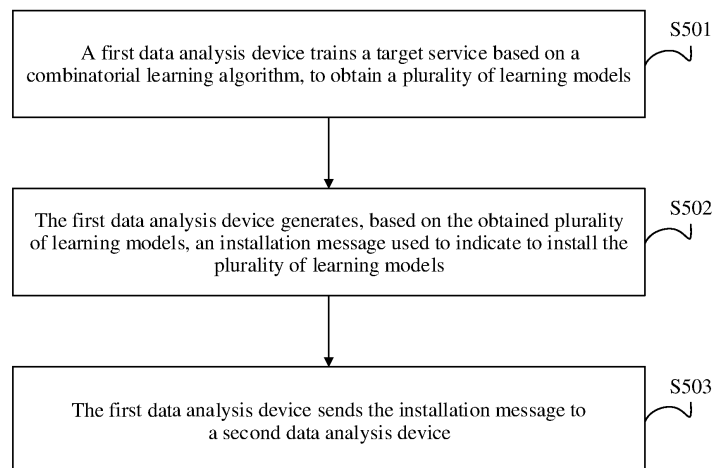 S501
A first data analysis device trains a target service based on a
combinatorial learning algorithm, to obtain a plurality of learning models
S502
The first data analysis device generates, based on the obtained plurality
of learning models, an installation message used to indicate to install the
plurality of learning models
S503
The first data analysis device sends the installation message to
a second data analysis device